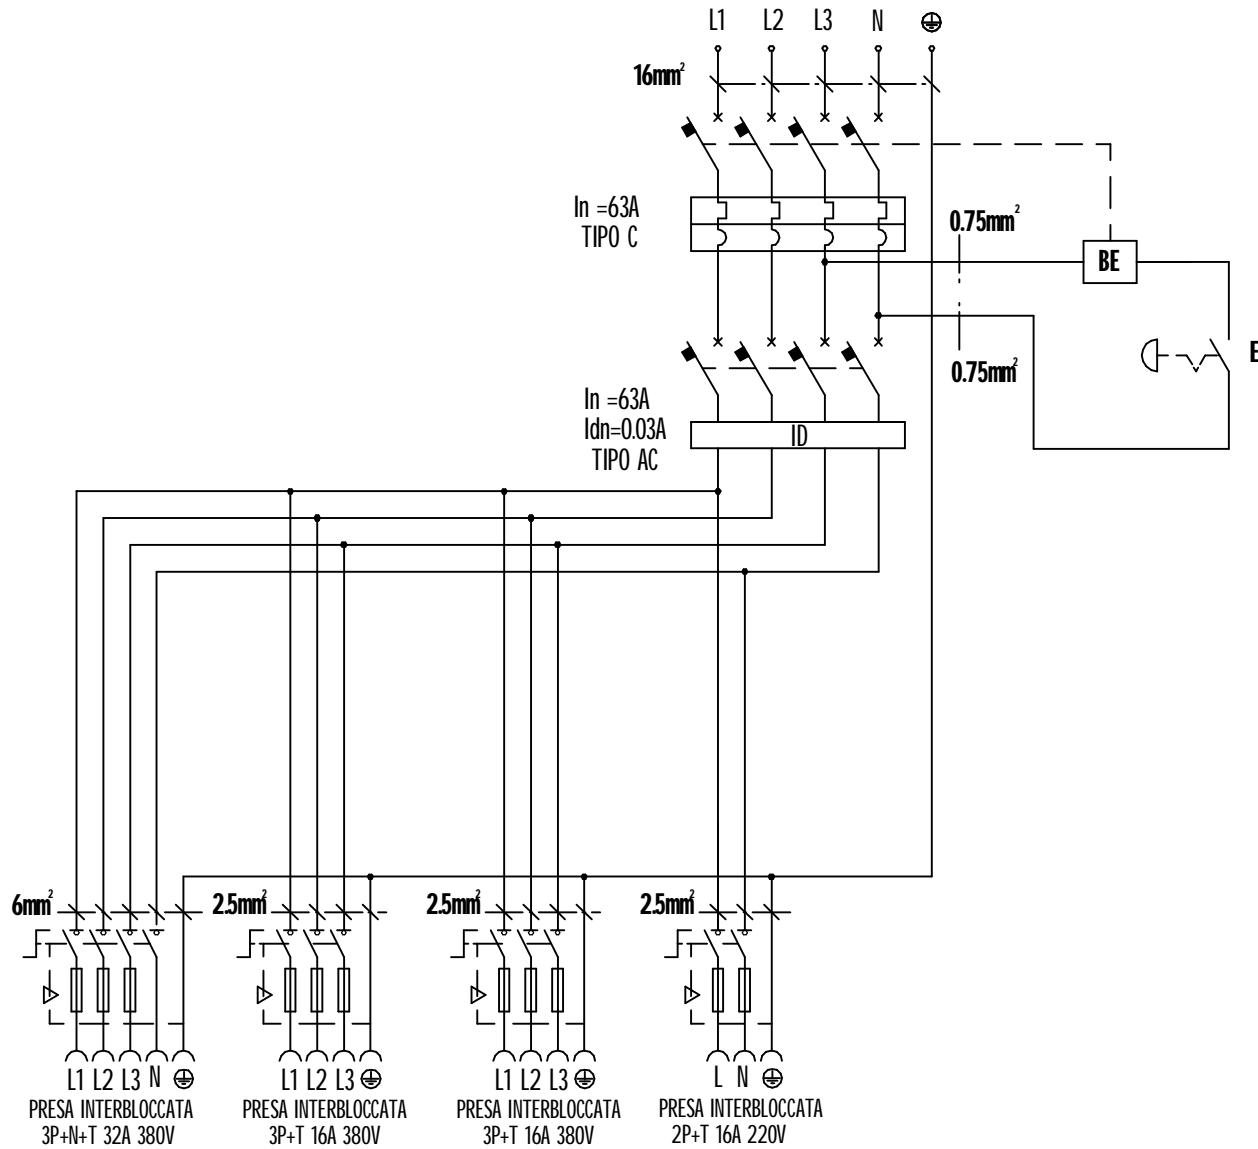 L1 L2 L3 N
16mm²
In =63A
TIPO C
0.75mm²
BE
E
0.75mm²
In =63A
Idn=0.03A
TIPO AC
ID
6mm² 2.5mm² 2.5mm² 2.5mm²
L1 L2 L3 N
L1 L2 L3
L1 L2 L3
L N
PRESA INTERBLOCCATA
3P+N+T 32A 380V
PRESA INTERBLOCCATA
3P+T 16A 380V
PRESA INTERBLOCCATA
3P+T 16A 380V
PRESA INTERBLOCCATA
2P+T 16A 220V